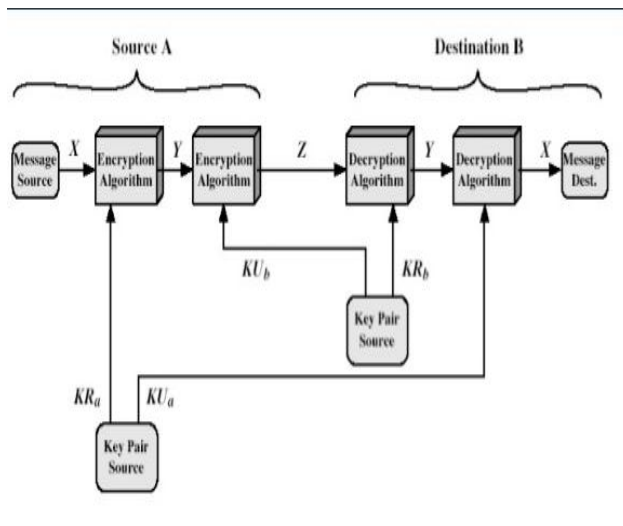 Source A
Destination B
Message
Source
X
Encryption
Algorithm
Y
Encryption
Algorithm
Z
Decryption
Algorithm
Y
Decryption
Algorithm
X
Message
Dest.
KUb
KRb
Key Pair
Source
KRa
KUa
Key Pair
Source